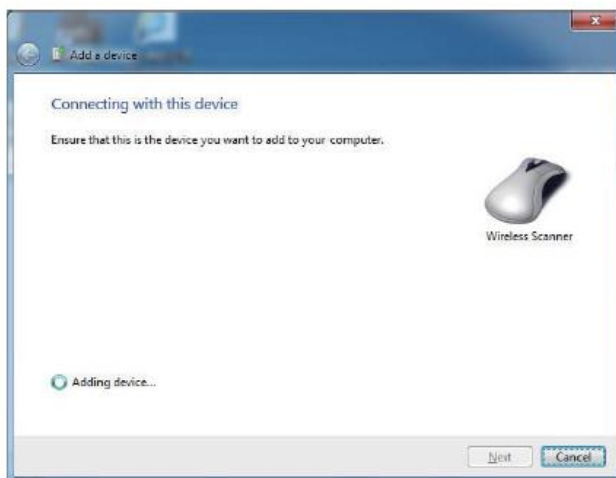 Add a device
Connecting with this device
Ensure that this is the device you want to add to your computer.
Wireless Scanner
Adding device...
Next
Cancel